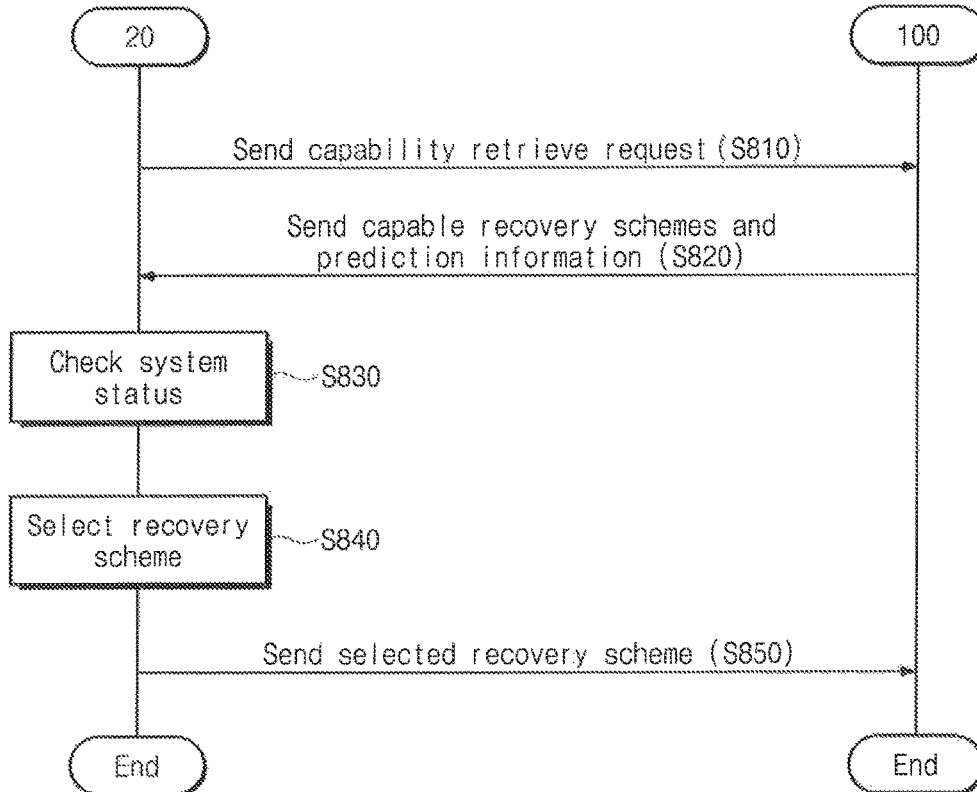 20
100
Send capability retrieve request (S810)
Send capable recovery schemes and
prediction information (S820)
Check system
status
S830
Select recovery
scheme
S840
Send selected recovery scheme (S850)
End
End